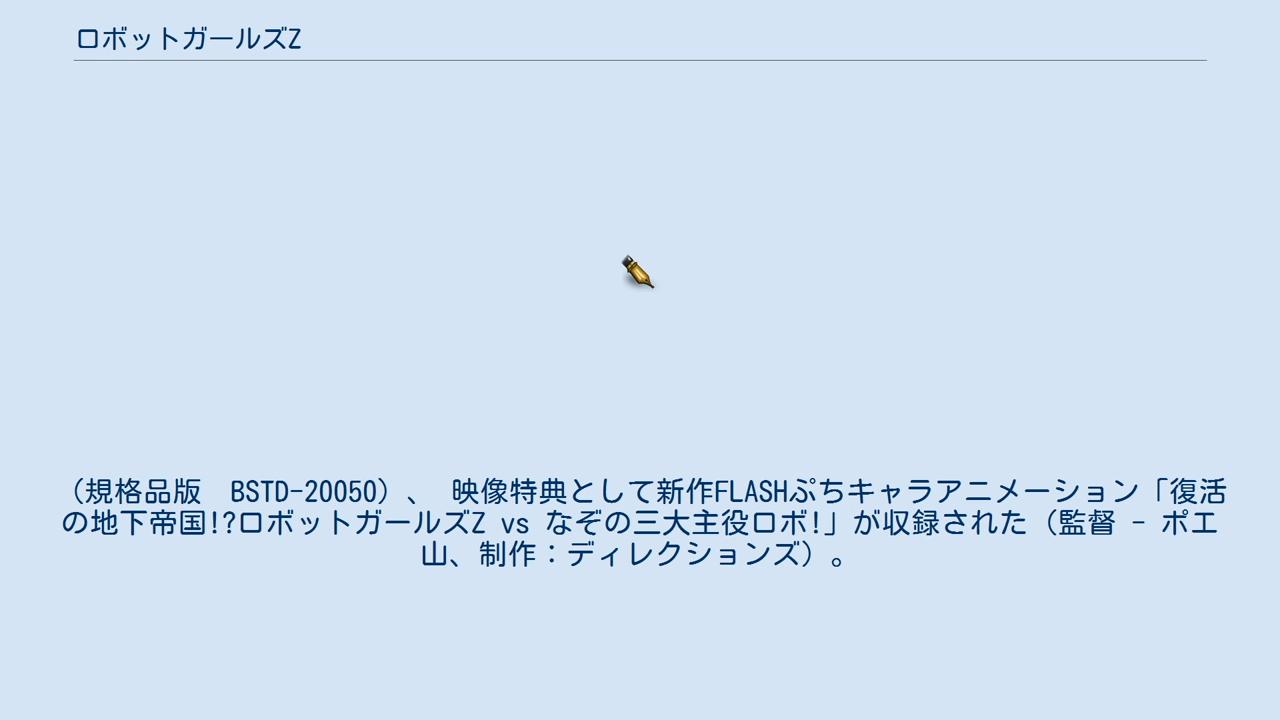 ロボットガールズZ
（規格品版　BSTD-20050）、 映像特典として新作FLASHぷちキャラアニメーション「復活
の地下帝国!?ロボットガールズZ vs なぞの三大主役ロボ!」が収録された（監督 - ポエ
山、制作：ディレクションズ）。